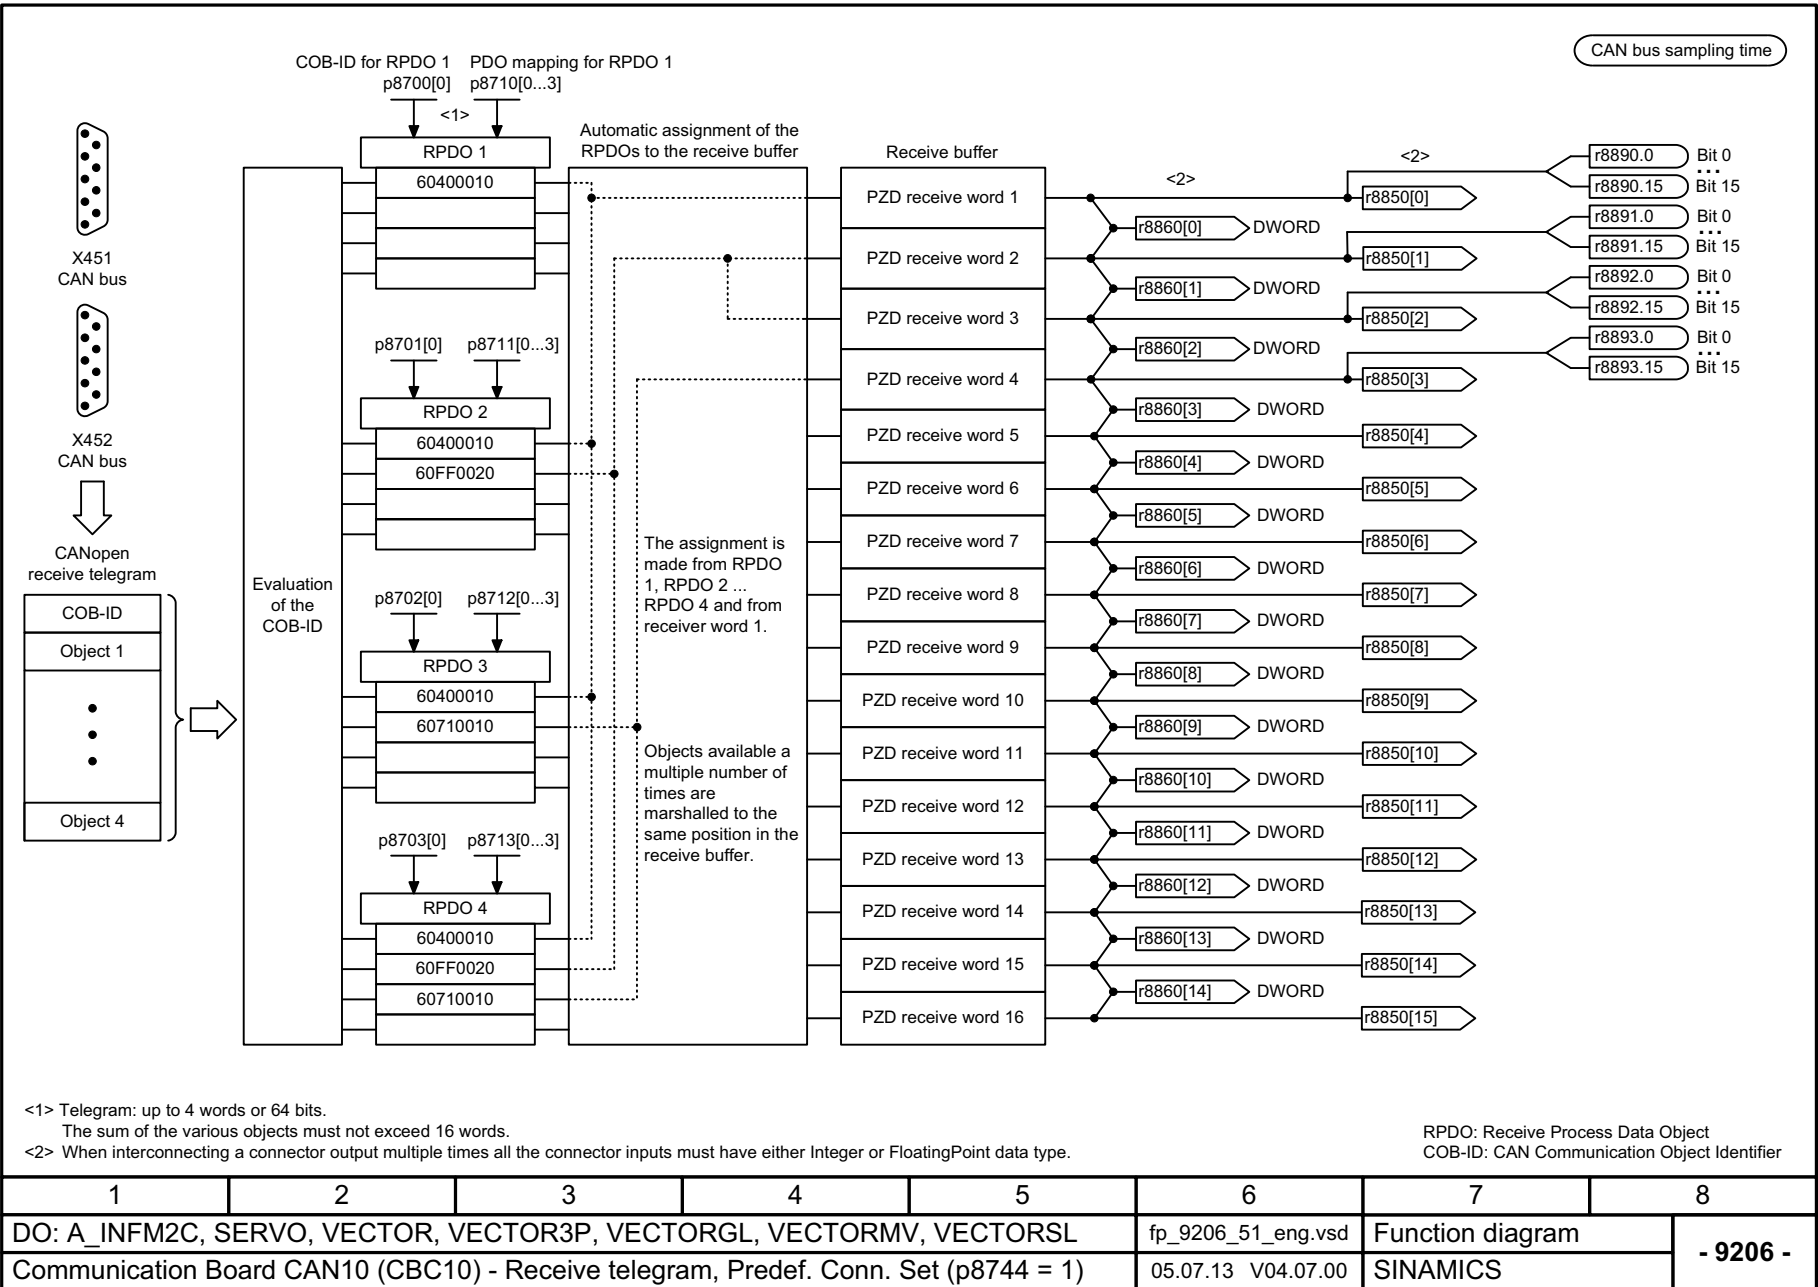 CAN bus sampling time
COB-ID for RPDO 1
p8700[0]
PDO mapping for RPDO 1
p8710[0...3]
<1>
X451
CAN bus
X452
CAN bus
CANopen
receive telegram
COB-ID
Object 1
Object 4
Evaluation
of the
COB-ID
RPDO 1
60400010
p8701[0]
p8711[0...3]
RPDO 2
60400010
60FF0020
p8702[0]
p8712[0...3]
RPDO 3
60400010
60710010
p8703[0]
p8713[0...3]
RPDO 4
60400010
60FF0020
60710010
Automatic assignment of the
RPDOs to the receive buffer
The assignment is
made from RPDO
1, RPDO 2 ...
RPDO 4 and from
receiver word 1.
Objects available a
multiple number of
times are
marshalled to the
same position in the
receive buffer.
Receive buffer
PZD receive word 1
PZD receive word 2
PZD receive word 3
PZD receive word 4
PZD receive word 5
PZD receive word 6
PZD receive word 7
PZD receive word 8
PZD receive word 9
PZD receive word 10
PZD receive word 11
PZD receive word 12
PZD receive word 13
PZD receive word 14
PZD receive word 15
PZD receive word 16
<2>
r8860[0] DWORD
r8860[1] DWORD
r8860[2] DWORD
r8860[3] DWORD
r8860[4] DWORD
r8860[5] DWORD
r8860[6] DWORD
r8860[7] DWORD
r8860[8] DWORD
r8860[9] DWORD
r8860[10] DWORD
r8860[11] DWORD
r8860[12] DWORD
r8860[13] DWORD
r8860[14] DWORD
<2>
r8850[0]
r8850[1]
r8850[2]
r8850[3]
r8850[4]
r8850[5]
r8850[6]
r8850[7]
r8850[8]
r8850[9]
r8850[10]
r8850[11]
r8850[12]
r8850[13]
r8850[14]
r8850[15]
r8890.0 Bit 0
...
r8890.15 Bit 15
r8891.0 Bit 0
...
r8891.15 Bit 15
r8892.0 Bit 0
...
r8892.15 Bit 15
r8893.0 Bit 0
...
r8893.15 Bit 15
<1> Telegram: up to 4 words or 64 bits.
The sum of the various objects must not exceed 16 words.
<2> When interconnecting a connector output multiple times all the connector inputs must have either Integer or FloatingPoint data type.
RPDO: Receive Process Data Object
COB-ID: CAN Communication Object Identifier
1 2 3 4 5 6 7 8
DO: A_INFM2C, SERVO, VECTOR, VECTOR3P, VECTORGL, VECTORMV, VECTORSL
fp_9206_51_eng.vsd
Function diagram
- 9206 -
Communication Board CAN10 (CBC10) - Receive telegram, Predef. Conn. Set (p8744 = 1)
05.07.13 V04.07.00
SINAMICS